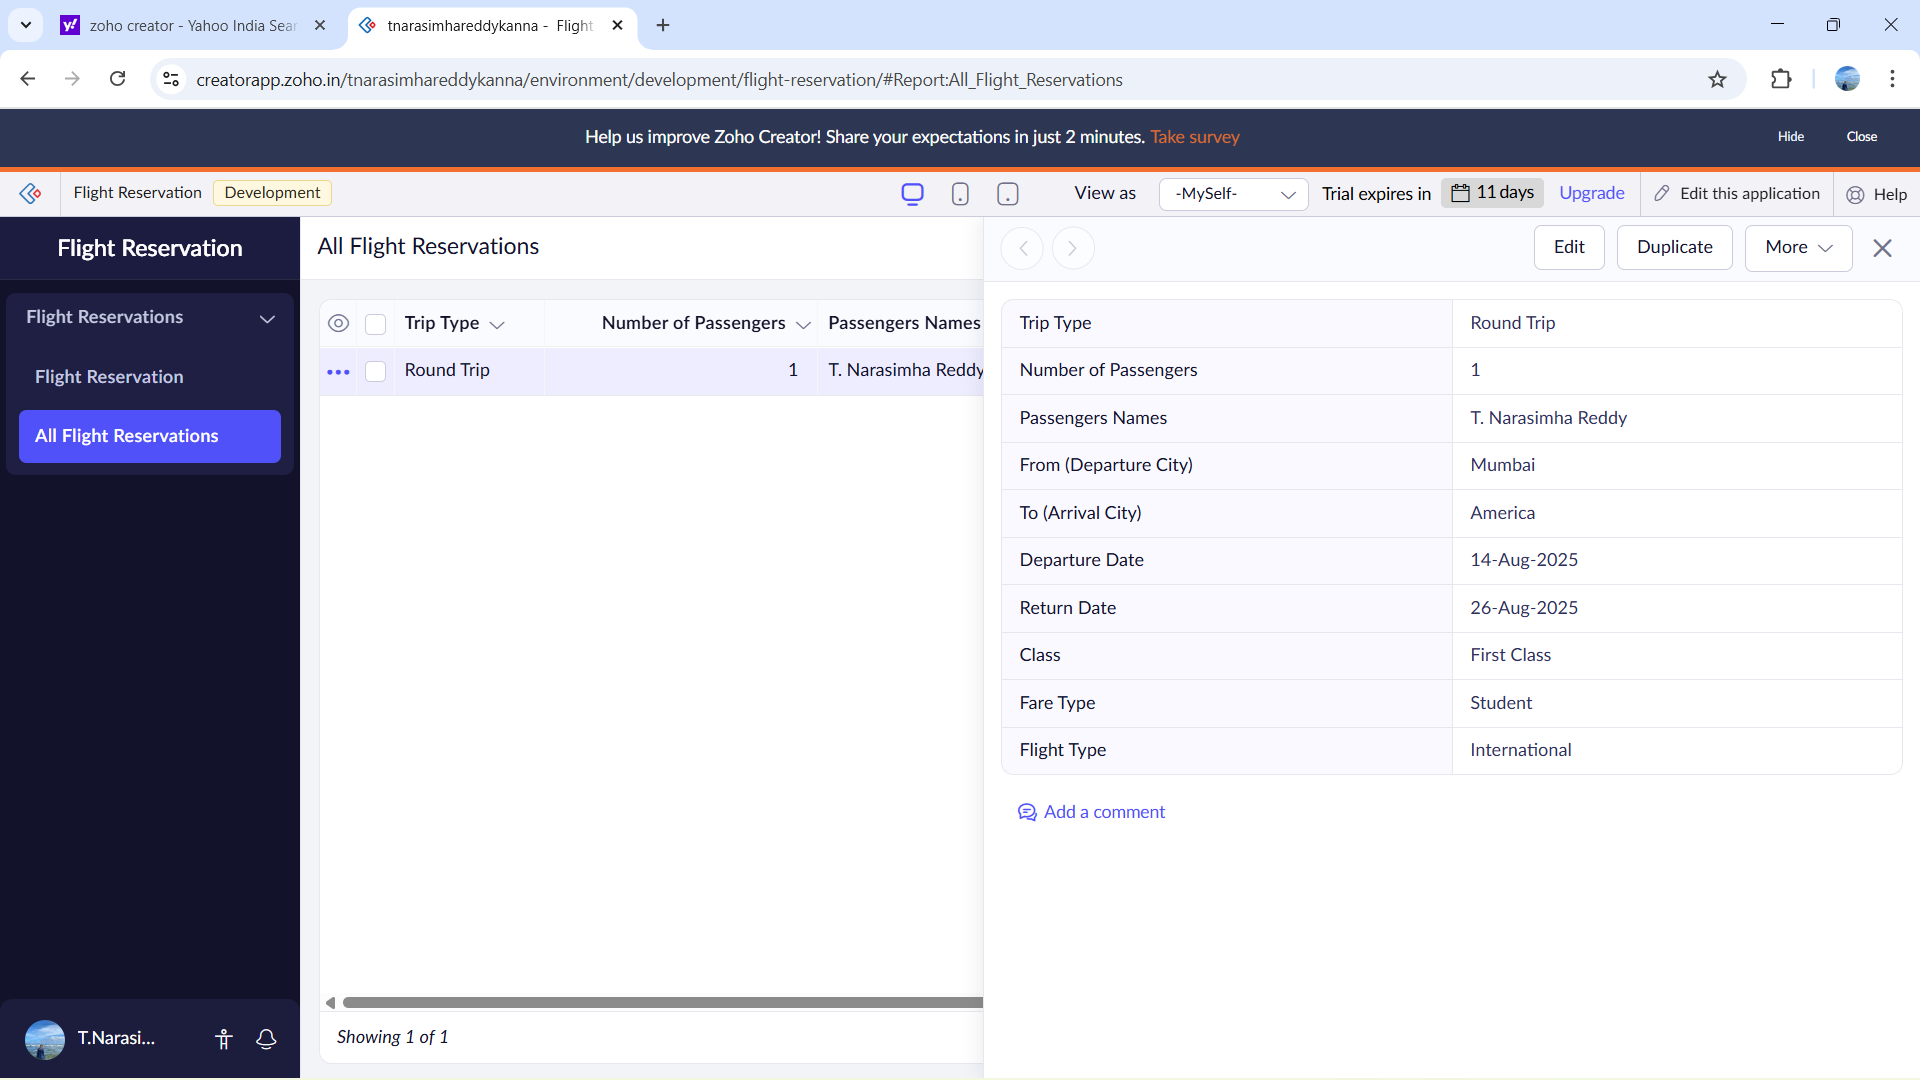 zoho creator - Yahoo India Sear
tnarasimhareddykanna - Flight
creatorapp.zoho.in/tnarasimhareddykanna/environment/development/flight-reservation/#Report:All_Flight_Reservations
Help us improve Zoho Creator! Share your expectations in just 2 minutes. Take survey
Hide
Close
Flight Reservation
Development
View as
-MySelf-
Trial expires in
11 days
Upgrade
Edit this application
Help
Flight Reservation
Flight Reservations
Flight Reservation
All Flight Reservations
T.Narasi...
All Flight Reservations
Trip Type
Number of Passengers
Passengers Names
Round Trip
1
T. Narasimha Reddy
Showing 1 of 1
Edit
Duplicate
More
Trip Type
Round Trip
Number of Passengers
1
Passengers Names
T. Narasimha Reddy
From (Departure City)
Mumbai
To (Arrival City)
America
Departure Date
14-Aug-2025
Return Date
26-Aug-2025
Class
First Class
Fare Type
Student
Flight Type
International
Add a comment